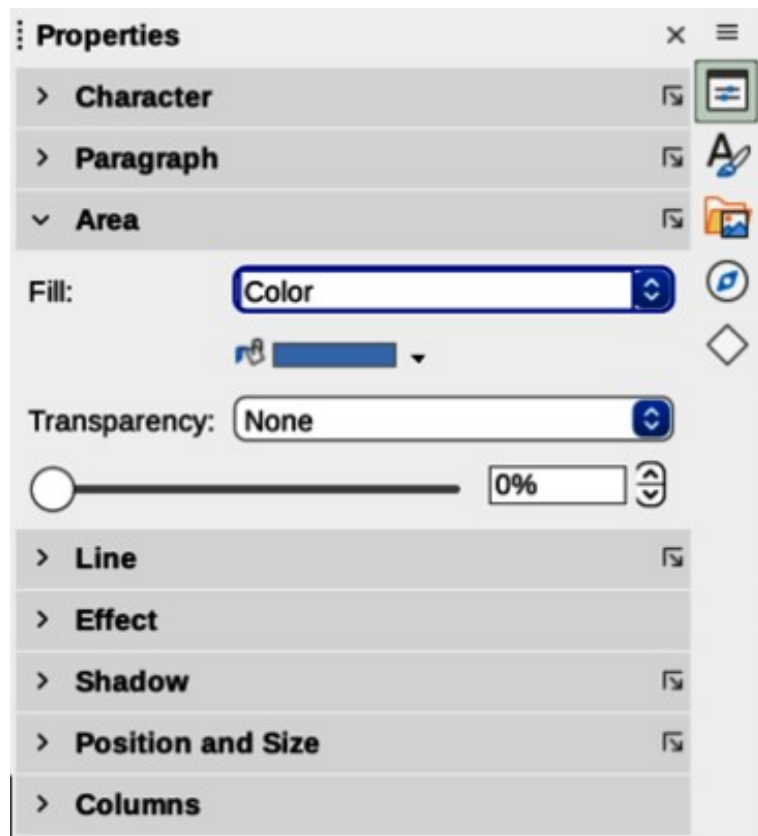 Properties
Character
Paragraph
Area
Fill: Color
Transparency: None
0%
Line
Effect
Shadow
Position and Size
Columns